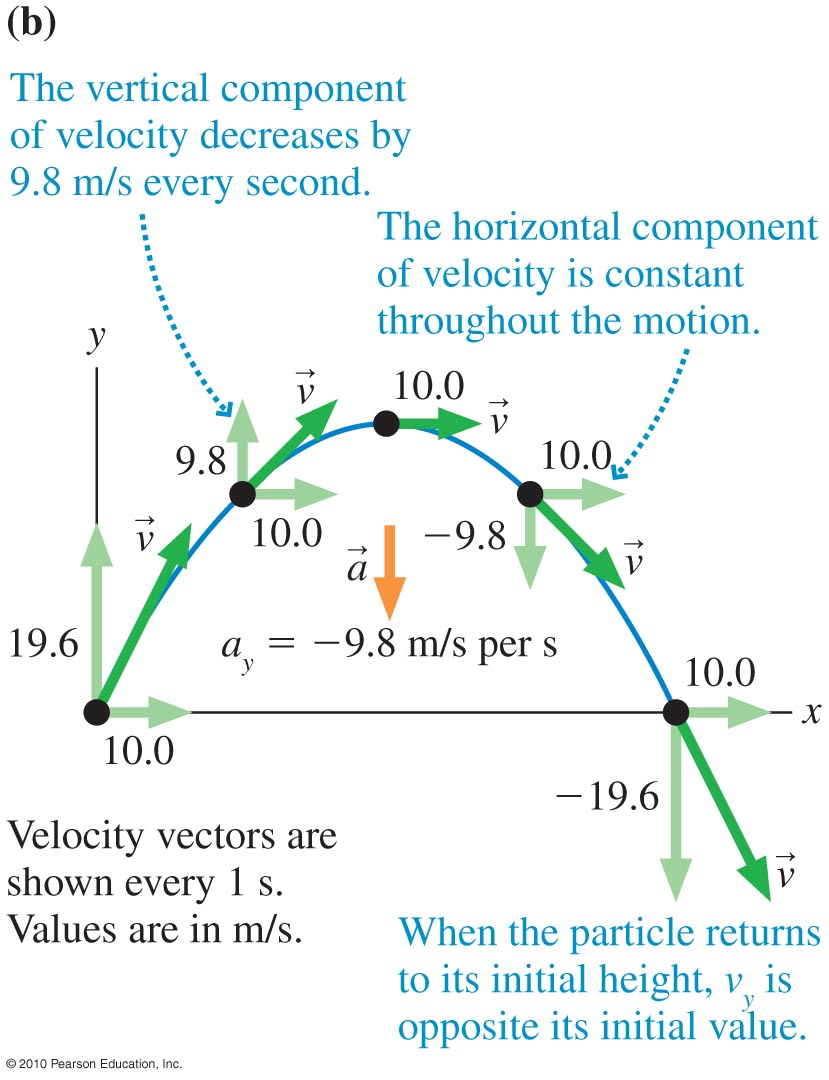 (b)
The vertical component
of velocity decreases by
9.8 m/s every second.
The horizontal component
of velocity is constant
throughout the motion.
y
v⃗
10.0
v⃗
9.8
10.0
10.0
v⃗
−9.8
v⃗
a⃗
19.6
a_y = −9.8 m/s per s
10.0
x
10.0
−19.6
v⃗
Velocity vectors are
shown every 1 s.
Values are in m/s.
When the particle returns
to its initial height, v_y is
opposite its initial value.
© 2010 Pearson Education, Inc.